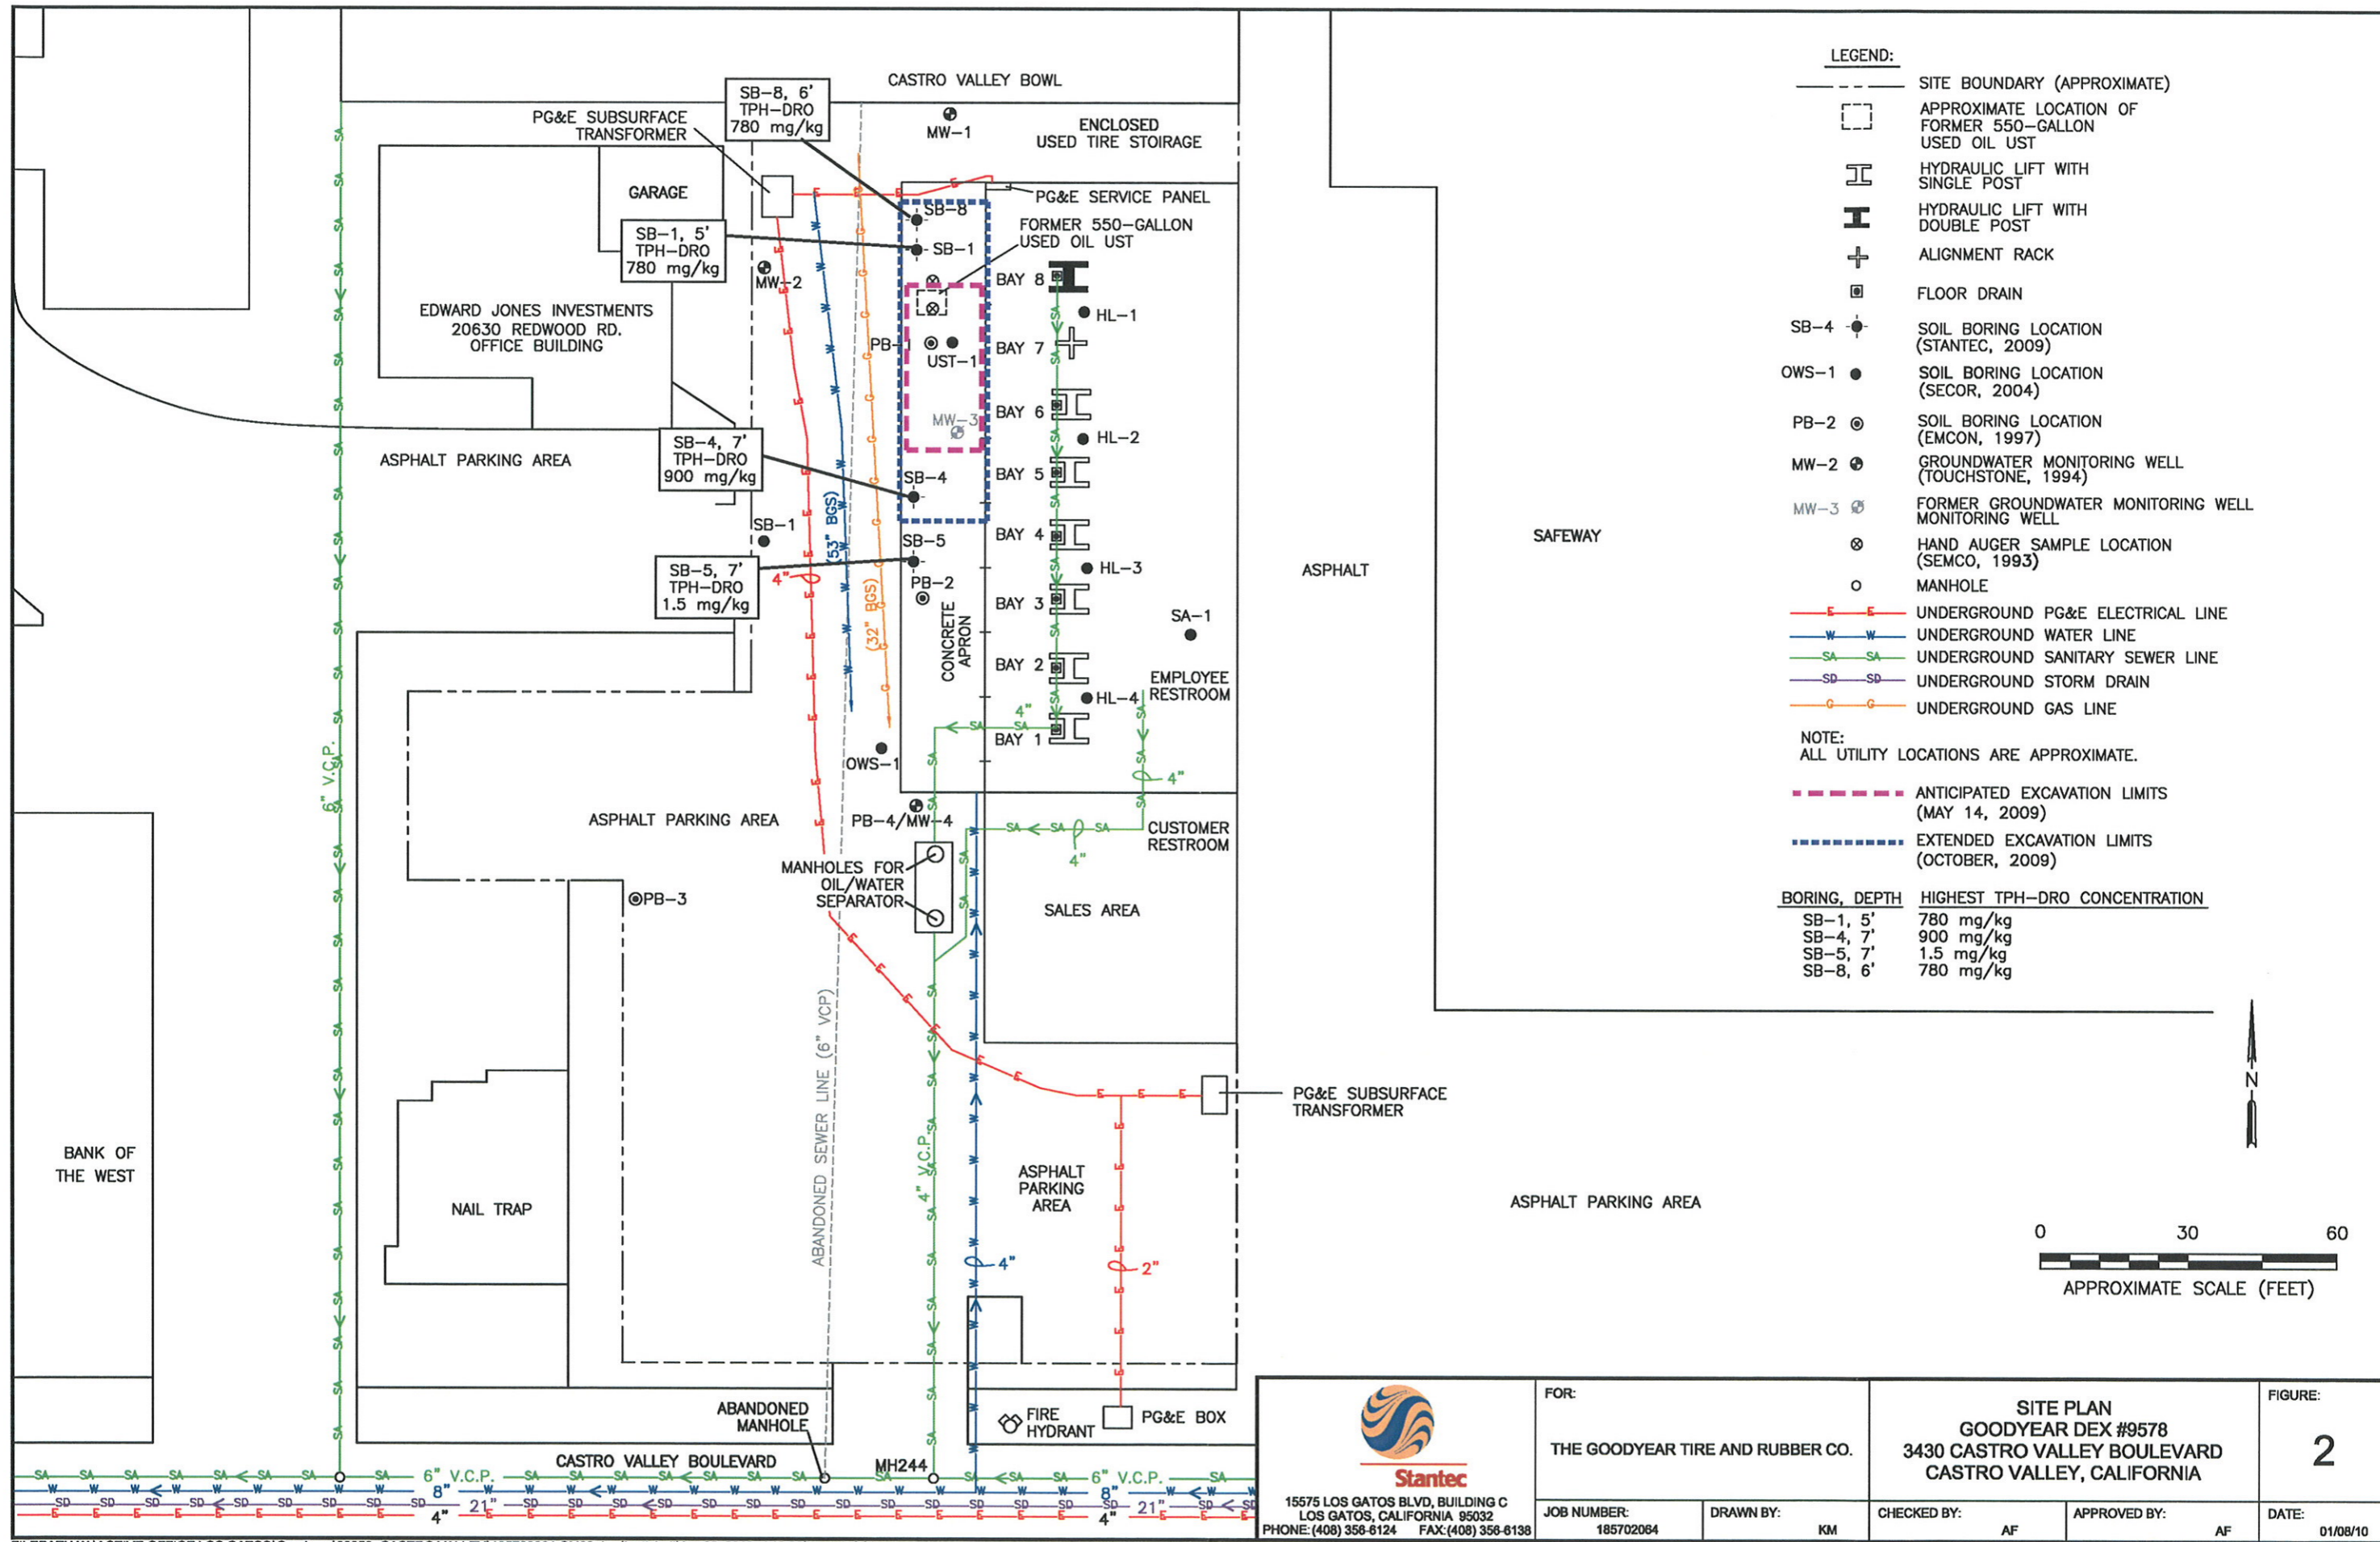 CASTRO VALLEY BOWL
SB-8, 6'
TPH-DRO
780 mg/kg
PG&E SUBSURFACE
TRANSFORMER
MW-1
ENCLOSED
USED TIRE STOIRAGE
GARAGE
PG&E SERVICE PANEL
SB-8
FORMER 550-GALLON
USED OIL UST
SB-1, 5'
TPH-DRO
780 mg/kg
SB-1
MW-2
BAY 8
HL-1
EDWARD JONES INVESTMENTS
20630 REDWOOD RD.
OFFICE BUILDING
PB-1
UST-1
BAY 7
BAY 6
MW-3
HL-2
SB-4, 7'
TPH-DRO
900 mg/kg
ASPHALT PARKING AREA
SB-4
BAY 5
(53" BGS)
SB-1
SB-5
BAY 4
SB-5, 7'
TPH-DRO
1.5 mg/kg
4"
PB-2
HL-3
(32" BGS)
CONCRETE
APRON
BAY 3
SA-1
BAY 2
EMPLOYEE
RESTROOM
HL-4
4"
BAY 1
OWS-1
4"
6" V.C.P.
ASPHALT PARKING AREA
PB-4/MW-4
CUSTOMER
RESTROOM
4"
MANHOLES FOR
OIL/WATER
SEPARATOR
PB-3
SALES AREA
ABANDONED SEWER LINE (6" VCP)
PG&E SUBSURFACE
TRANSFORMER
4" V.C.P.
BANK OF
THE WEST
NAIL TRAP
ASPHALT
PARKING
AREA
ASPHALT PARKING AREA
4"
2"
ABANDONED
MANHOLE
FIRE
HYDRANT
PG&E BOX
CASTRO VALLEY BOULEVARD
MH244
6" V.C.P.
6" V.C.P.
8"
8"
21"
21"
4"
4"
ASPHALT
SAFEWAY
LEGEND:
SITE BOUNDARY (APPROXIMATE)
APPROXIMATE LOCATION OF
FORMER 550-GALLON
USED OIL UST
HYDRAULIC LIFT WITH
SINGLE POST
HYDRAULIC LIFT WITH
DOUBLE POST
ALIGNMENT RACK
FLOOR DRAIN
SB-4 SOIL BORING LOCATION
(STANTEC, 2009)
OWS-1 SOIL BORING LOCATION
(SECOR, 2004)
PB-2 SOIL BORING LOCATION
(EMCON, 1997)
MW-2 GROUNDWATER MONITORING WELL
(TOUCHSTONE, 1994)
MW-3 FORMER GROUNDWATER MONITORING WELL
MONITORING WELL
HAND AUGER SAMPLE LOCATION
(SEMCO, 1993)
MANHOLE
E E UNDERGROUND PG&E ELECTRICAL LINE
W W UNDERGROUND WATER LINE
SA SA UNDERGROUND SANITARY SEWER LINE
SD SD UNDERGROUND STORM DRAIN
G G UNDERGROUND GAS LINE
NOTE:
ALL UTILITY LOCATIONS ARE APPROXIMATE.
ANTICIPATED EXCAVATION LIMITS
(MAY 14, 2009)
EXTENDED EXCAVATION LIMITS
(OCTOBER, 2009)
BORING, DEPTH HIGHEST TPH-DRO CONCENTRATION
SB-1, 5' 780 mg/kg
SB-4, 7' 900 mg/kg
SB-5, 7' 1.5 mg/kg
SB-8, 6' 780 mg/kg
N
0 30 60
APPROXIMATE SCALE (FEET)
Stantec
15575 LOS GATOS BLVD, BUILDING C
LOS GATOS, CALIFORNIA 95032
PHONE: (408) 356-6124 FAX: (408) 356-6138
FOR:
THE GOODYEAR TIRE AND RUBBER CO.
SITE PLAN
GOODYEAR DEX #9578
3430 CASTRO VALLEY BOULEVARD
CASTRO VALLEY, CALIFORNIA
FIGURE:
2
JOB NUMBER:
185702064
DRAWN BY:
KM
CHECKED BY:
AF
APPROVED BY:
AF
DATE:
01/08/10